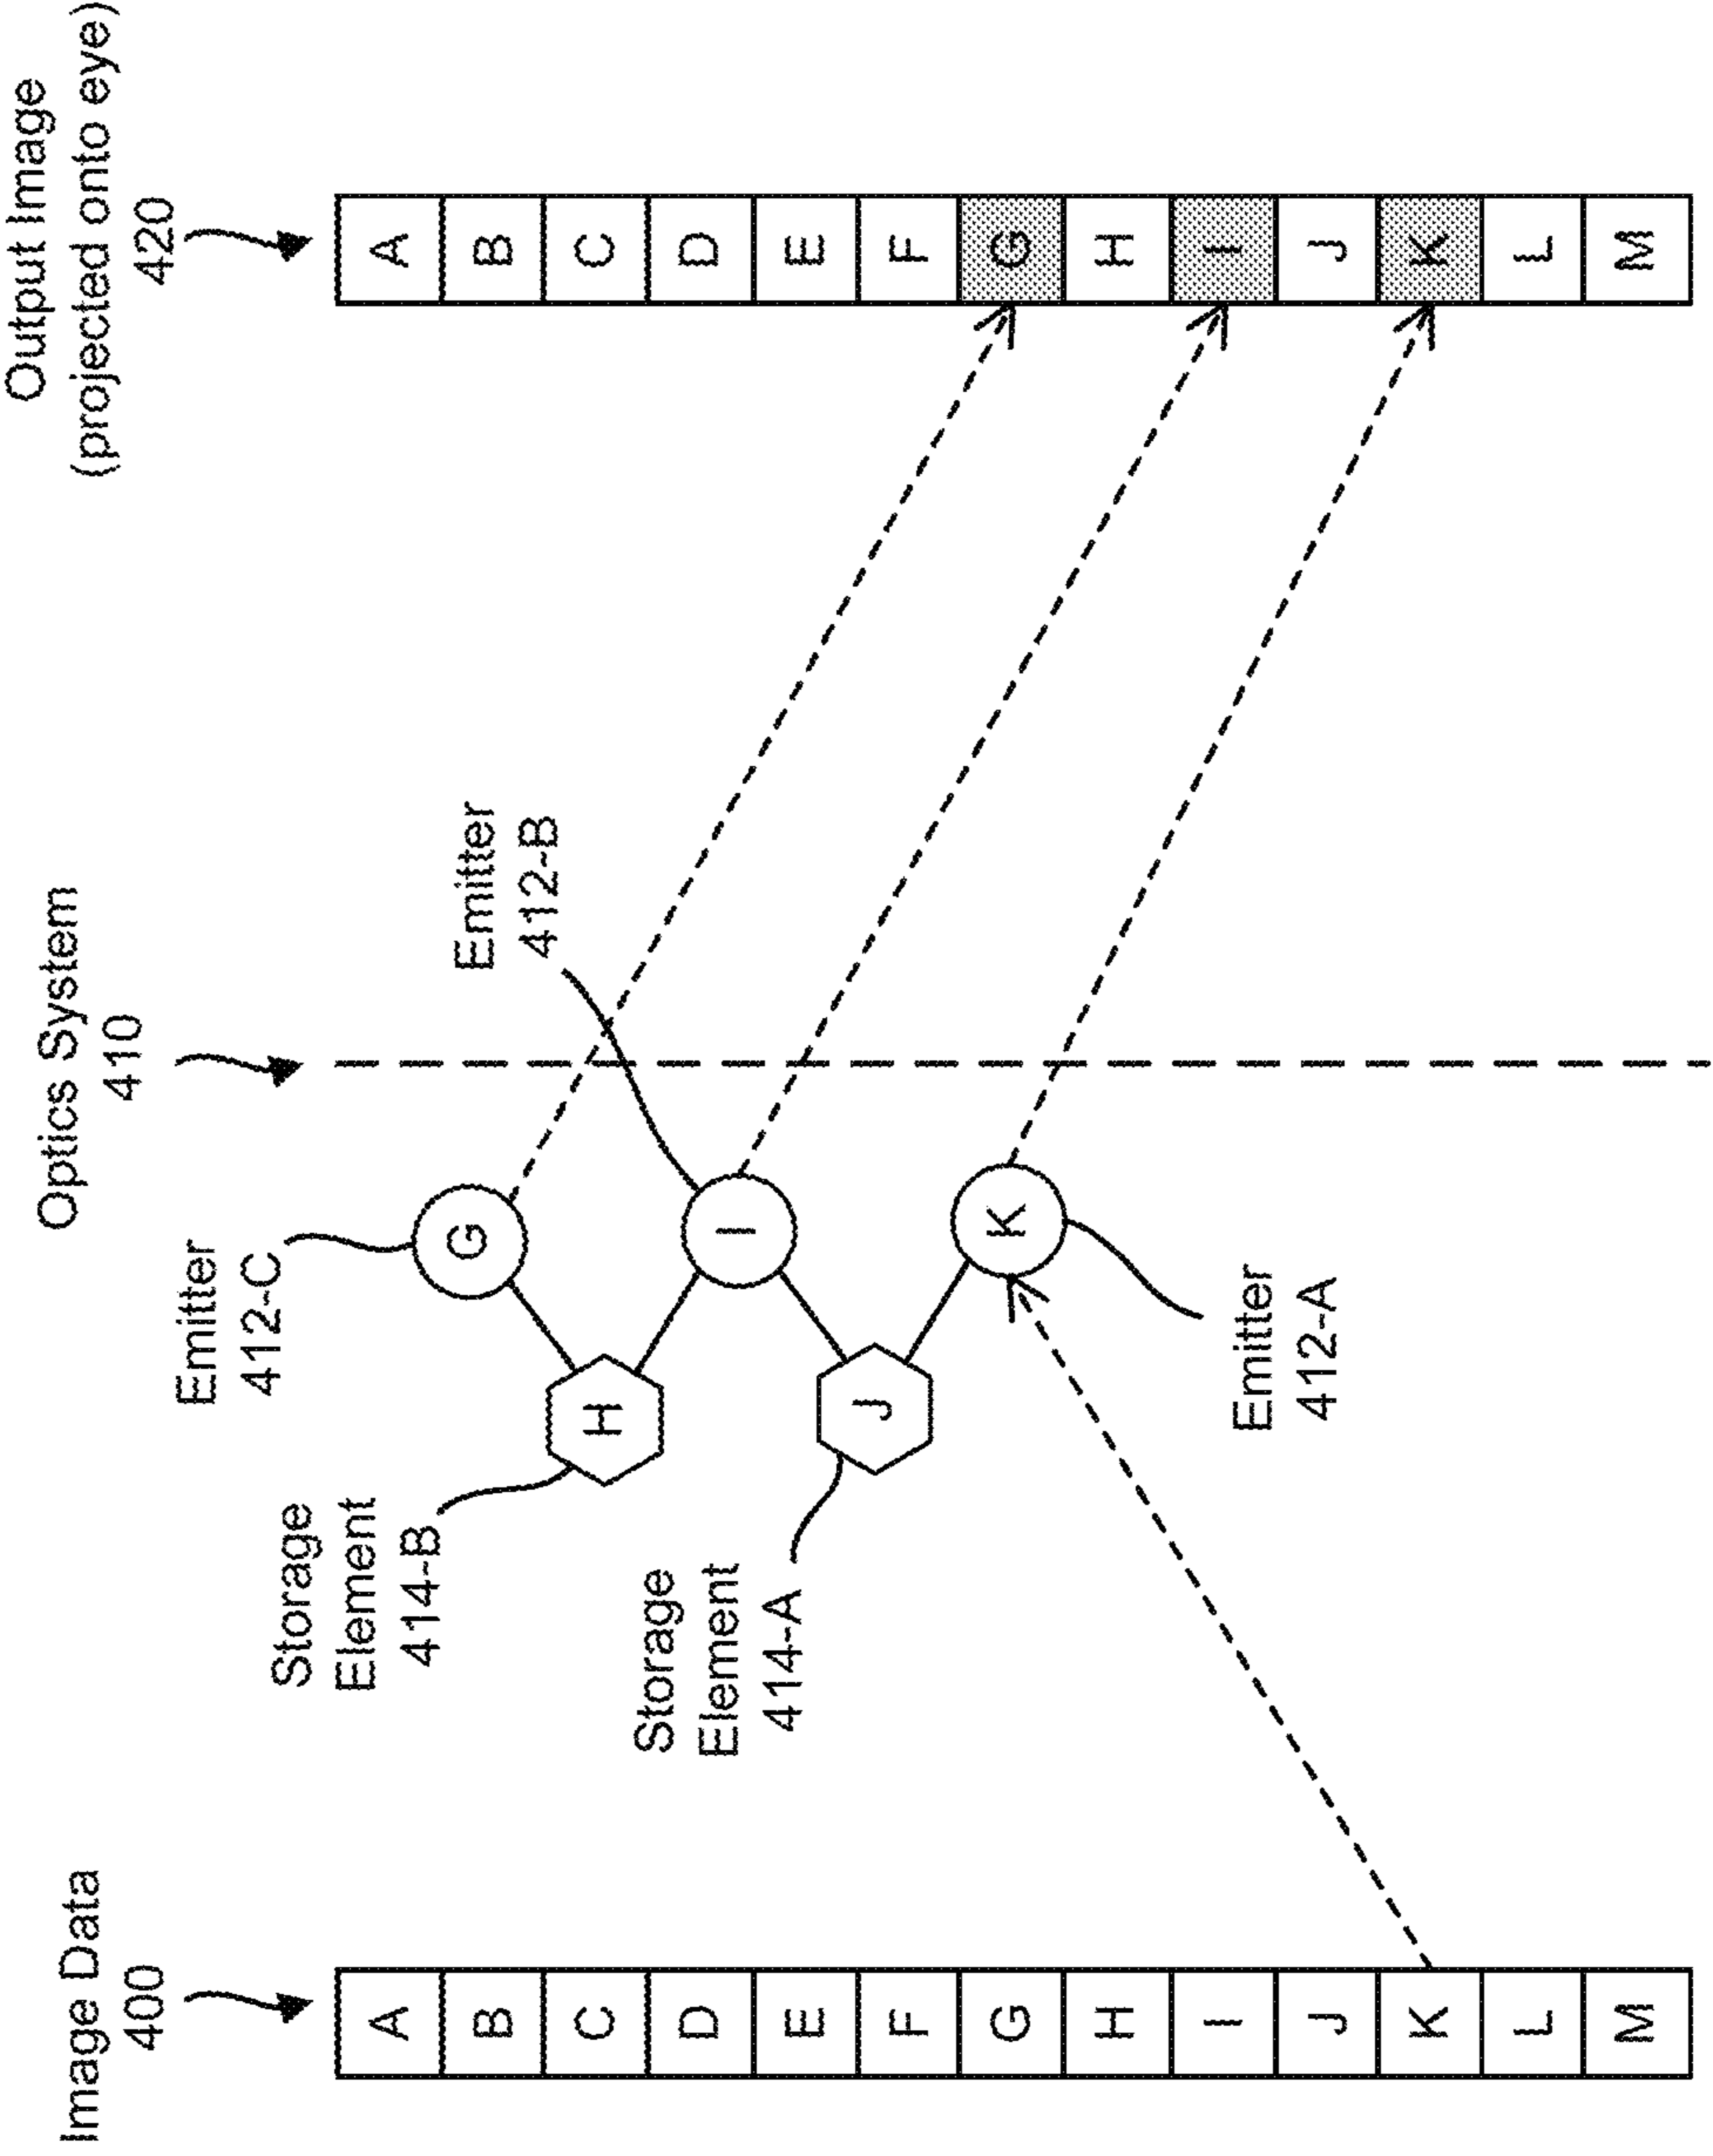 Image Data
400
A
B
C
D
E
F
G
H
I
J
K
L
M
Storage
Element
414-B
Storage
Element
414-A
H
J
Optics System
410
Emitter
412-C
G
I
K
Emitter
412-B
Emitter
412-A
Output Image
(projected onto eye)
420
A
B
C
D
E
F
G
H
I
J
K
L
M